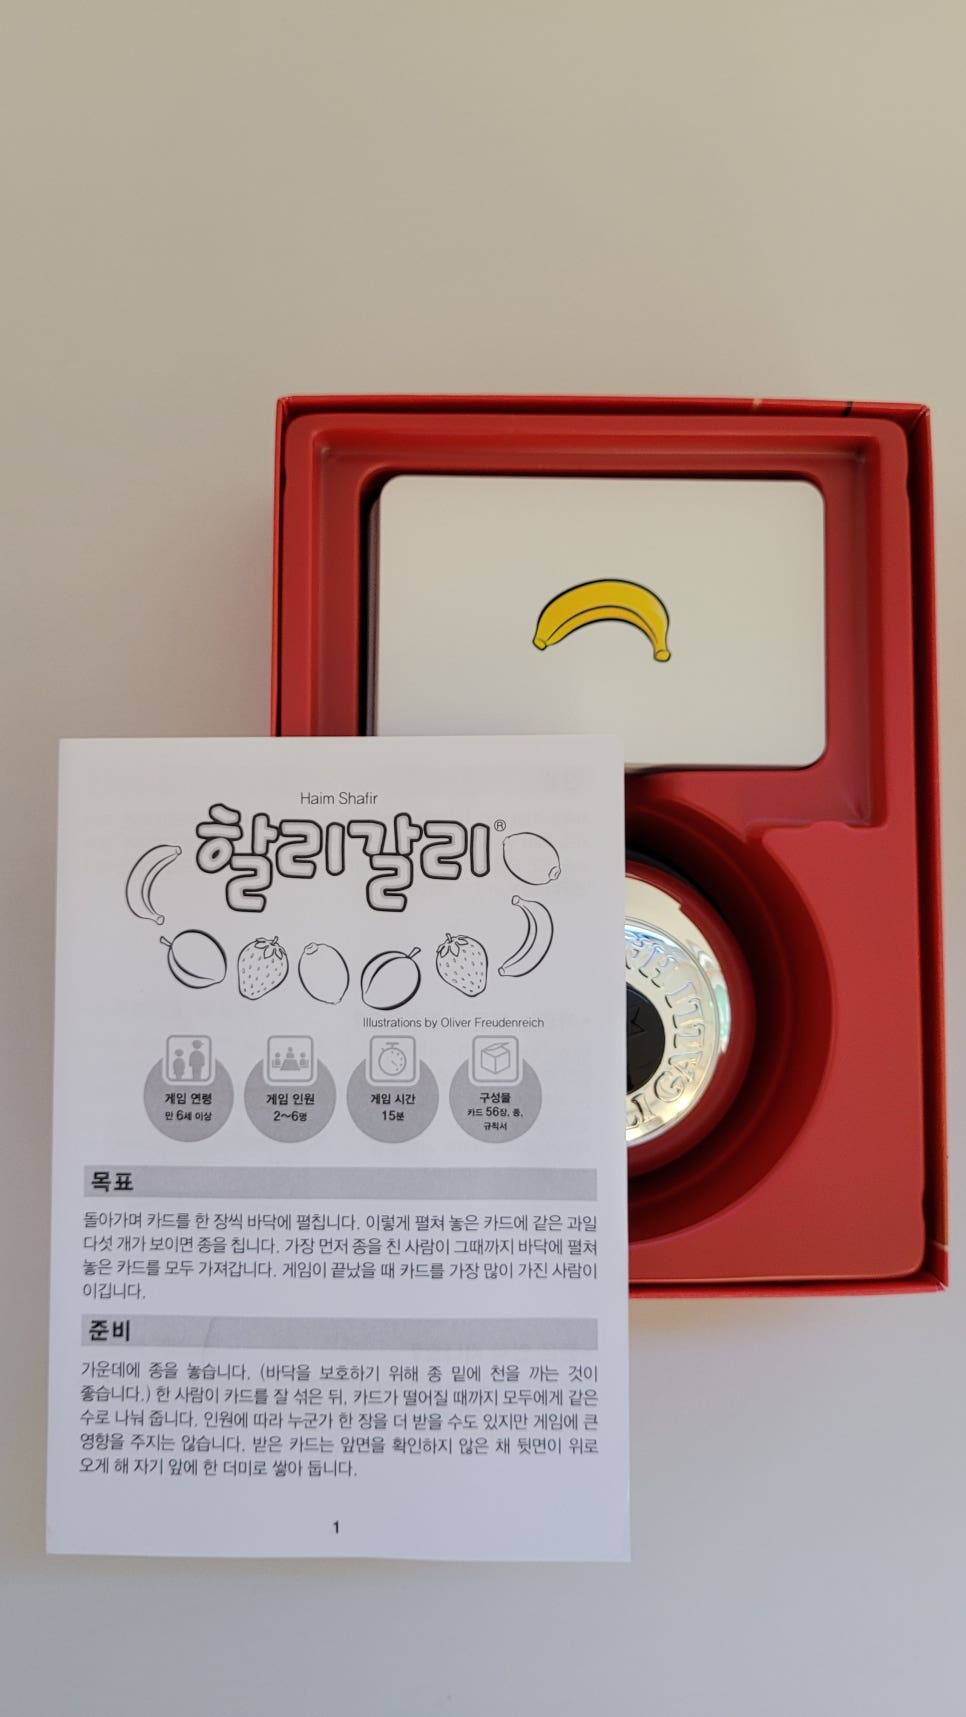 Haim Shafir
할리갈리®
Illustrations by Oliver Freudenreich
게임 연령
만 6세 이상
게임 인원
2~6명
게임 시간
15분
구성물
카드 56장, 종,
규칙서
목표
돌아가며 카드를 한 장씩 바닥에 펼칩니다. 이렇게 펼쳐 놓은 카드에 같은 과일
다섯 개가 보이면 종을 칩니다. 가장 먼저 종을 친 사람이 그때까지 바닥에 펼쳐
놓은 카드를 모두 가져갑니다. 게임이 끝났을 때 카드를 가장 많이 가진 사람이
이깁니다.
준비
가운데에 종을 놓습니다. (바닥을 보호하기 위해 종 밑에 천을 까는 것이
좋습니다.) 한 사람이 카드를 잘 섞은 뒤, 카드가 떨어질 때까지 모두에게 같은
수로 나눠 줍니다. 인원에 따라 누군가 한 장을 더 받을 수도 있지만 게임에 큰
영향을 주지는 않습니다. 받은 카드는 앞면을 확인하지 않은 채 뒷면이 위로
오게 해 자기 앞에 한 더미로 쌓아 둡니다.
1